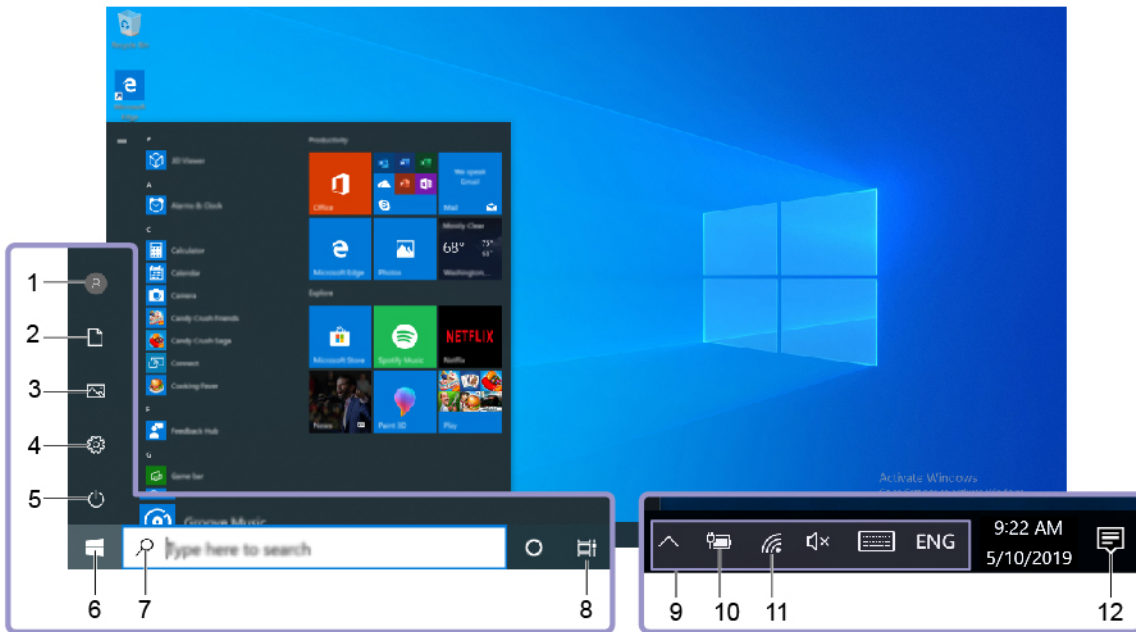 Recycle Bin
Microsoft
Edge
Productivity
3D Viewer
A
Alarms & Clock
C
Calculator
Calendar
Camera
Candy Crush Friends
Candy Crush Saga
Connect
Cooking Fever
F
Feedback Hub
G
Game bar
Groove Music
Office
We speak
Gmail
Mail
Microsoft Edge
Photos
Mostly Clear
68°
75°
Washington...
Explore
Microsoft Store
Spotify Music
NETFLIX
Netflix
News
Paint 3D
Play
Activate Windows
1
R
2
3
4
5
Type here to search
6
7
8
ENG
9:22 AM
5/10/2019
9
10
11
12